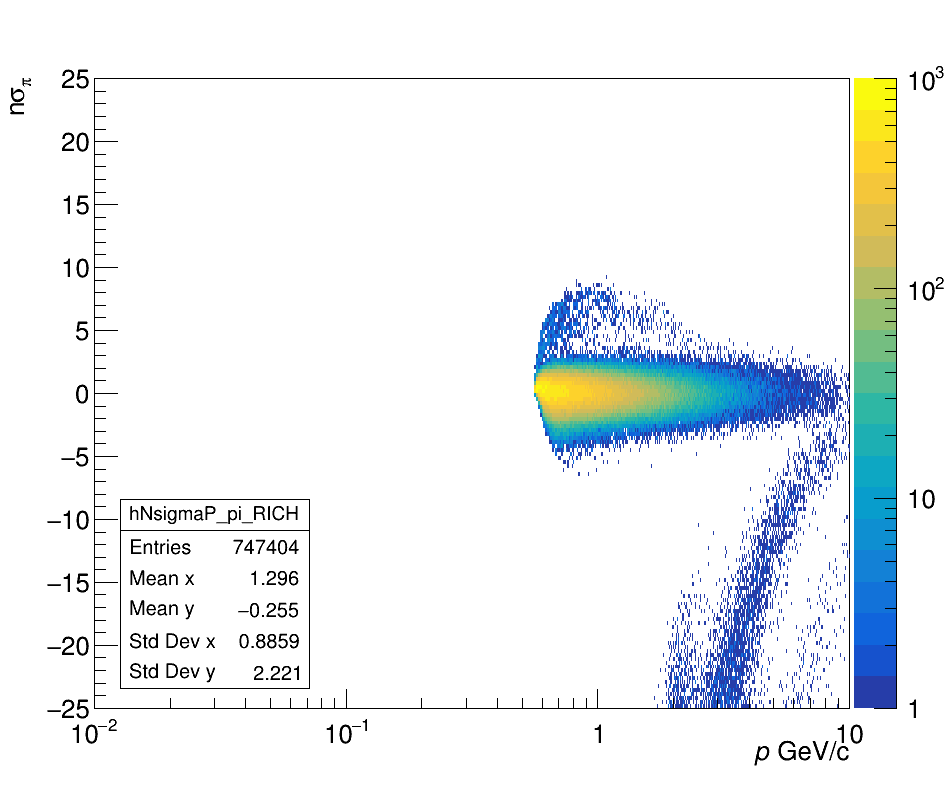 nσπ
25
20
15
10
5
0
−5
−10
−15
−20
−25
10−2
10−1
1
10
p GeV/c
hNsigmaP_pi_RICH
Entries 747404
Mean x 1.296
Mean y −0.255
Std Dev x 0.8859
Std Dev y 2.221
10³
10²
10
1